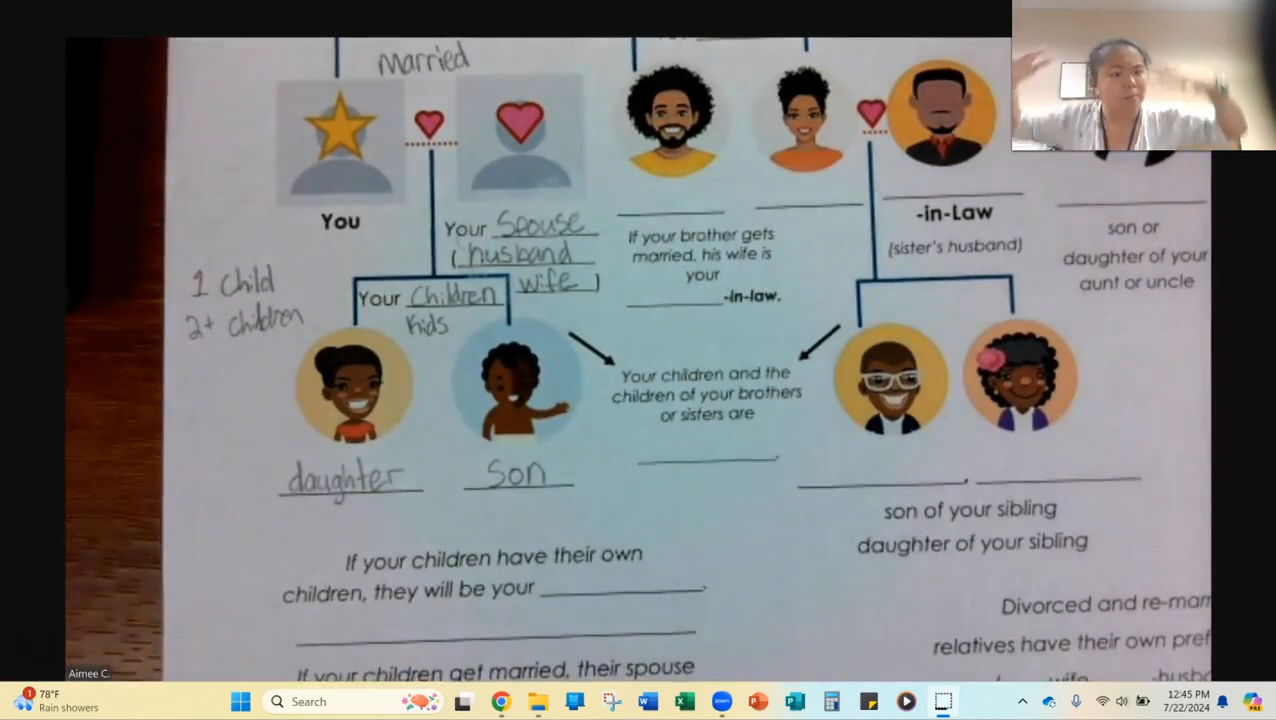 married
You
Your Spouse
( husband
wife )
1 Child
2+ children
Your Children
Kids
If your brother gets
married, his wife is
your
-in-law.
-in-Law
(sister's husband)
son or
daughter of your
aunt or uncle
Your children and the
children of your brothers
or sisters are
daughter
son
son of your sibling
daughter of your sibling
If your children have their own
children, they will be your
Divorced and re-marr
relatives have their own pref
If your children get married, their spouse
Aimee C.
1
78°F
Rain showers
Search
zoom
PRE
12:45 PM
7/22/2024